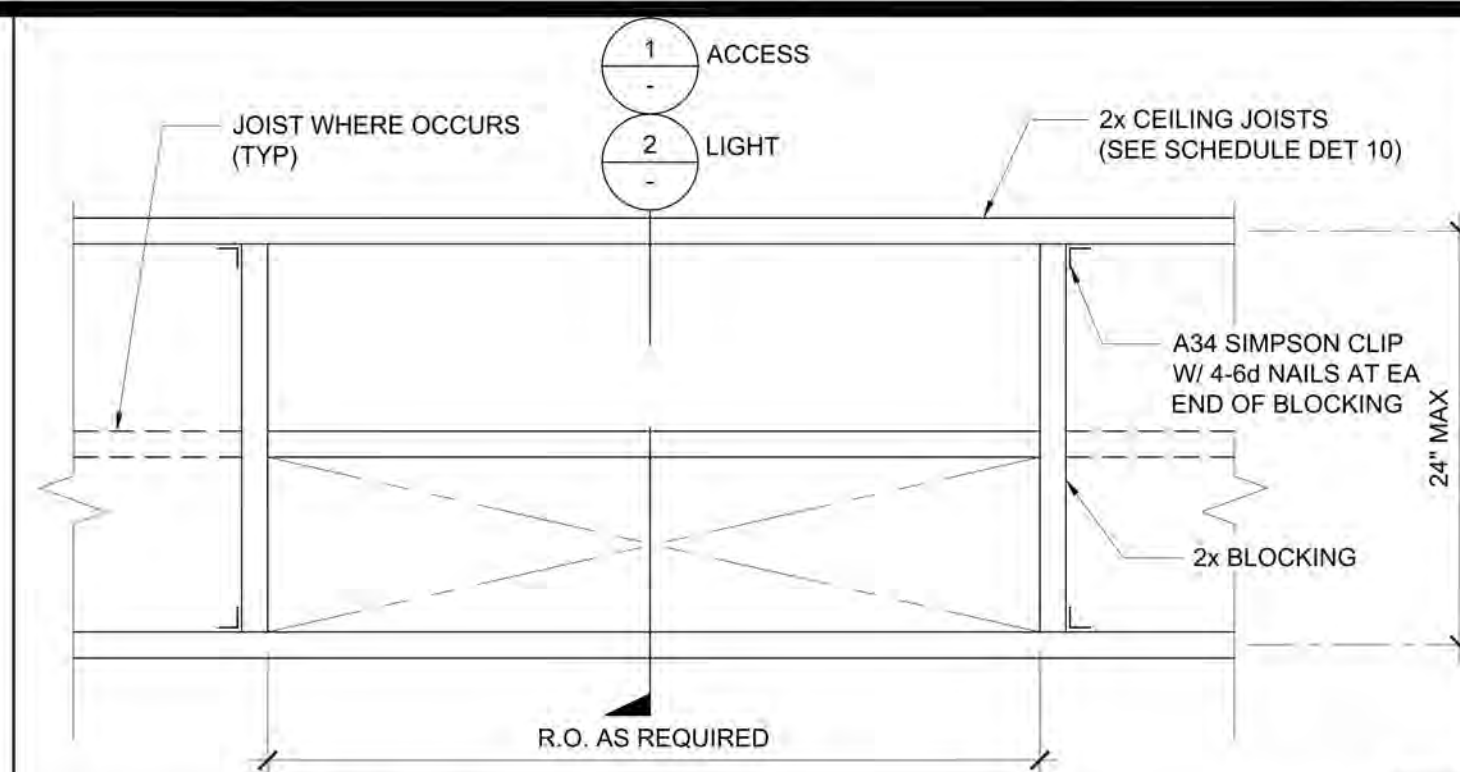 1
ACCESS
-
2
LIGHT
-
JOIST WHERE OCCURS
(TYP)
2x CEILING JOISTS
(SEE SCHEDULE DET 10)
A34 SIMPSON CLIP
W/ 4-6d NAILS AT EA
END OF BLOCKING
24" MAX
2x BLOCKING
R.O. AS REQUIRED